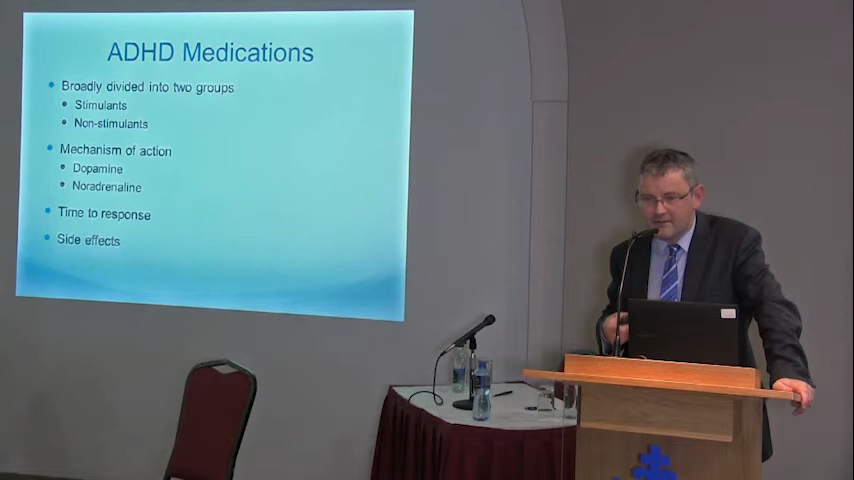 ADHD Medications
Broadly divided into two groups
Stimulants
Non-stimulants
Mechanism of action
Dopamine
Noradrenaline
Time to response
Side effects